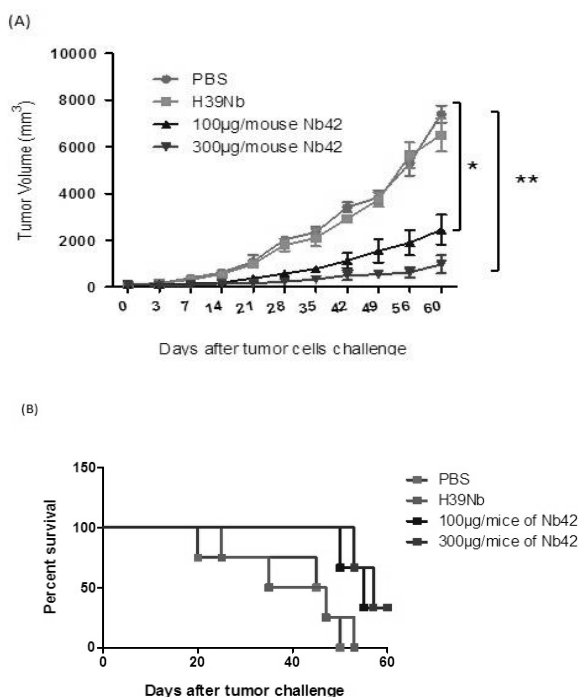 (A)
10000
8000
6000
4000
2000
0
Tumor Volume (mm³)
PBS
H39Nb
100µg/mouse Nb42
300µg/mouse Nb42
*
**
0 3 7 14 21 28 35 42 49 56 60
Days after tumor cells challenge
(B)
150
100
50
0
Percent survival
PBS
H39Nb
100µg/mice of Nb42
300µg/mice of Nb42
0 20 40 60
Days after tumor challenge